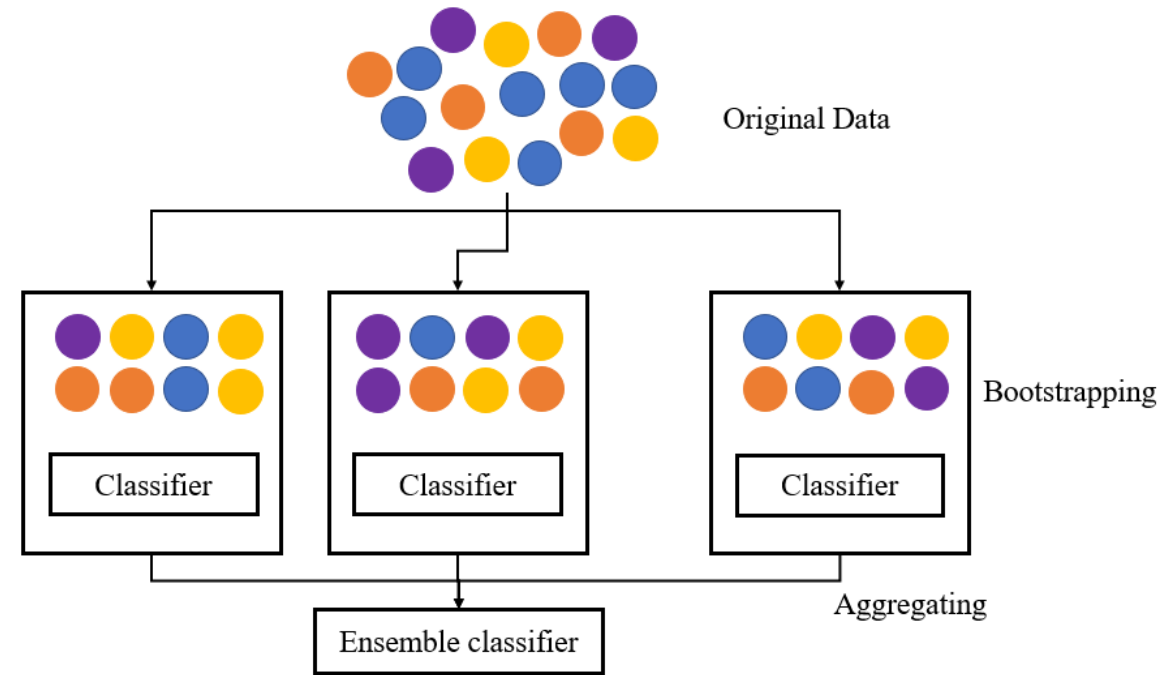 Original Data
Bootstrapping
Classifier
Classifier
Classifier
Aggregating
Ensemble classifier